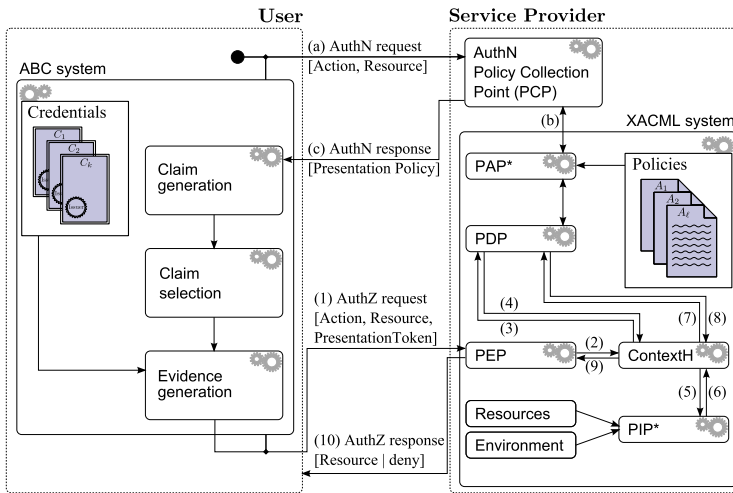 User
Service Provider
ABC system
Credentials
C1
C2
Ck
Issuer
Claim
generation
Claim
selection
Evidence
generation
(a) AuthN request
[Action, Resource]
(c) AuthN response
[Presentation Policy]
(1) AuthZ request
[Action, Resource,
PresentationToken]
(10) AuthZ response
[Resource | deny]
AuthN
Policy Collection
Point (PCP)
(b)
XACML system
PAP*
Policies
A1
A2
Aℓ
PDP
(4)
(3)
(7)
(8)
PEP
(2)
(9)
ContextH
(5)
(6)
Resources
Environment
PIP*